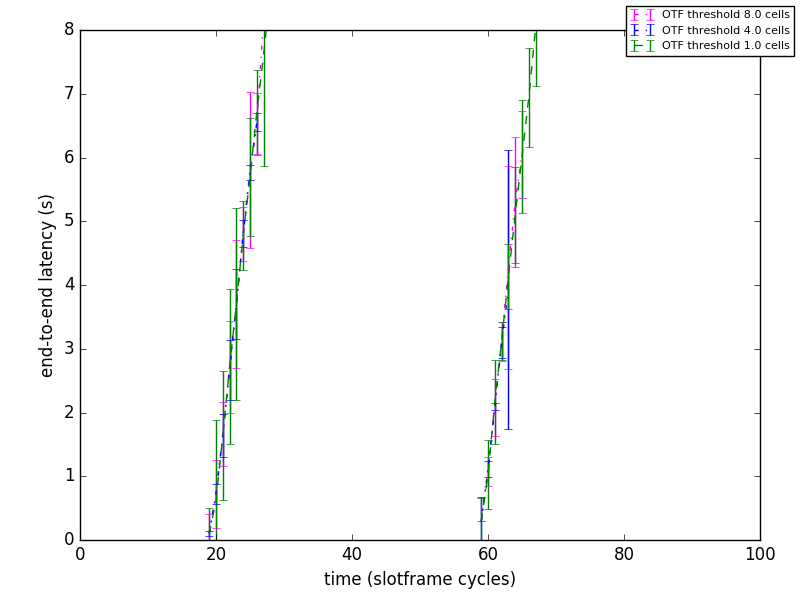 OTF threshold 8.0 cells
OTF threshold 4.0 cells
OTF threshold 1.0 cells
8
7
6
5
4
3
2
1
0
end-to-end latency (s)
0 20 40 60 80 100
time (slotframe cycles)